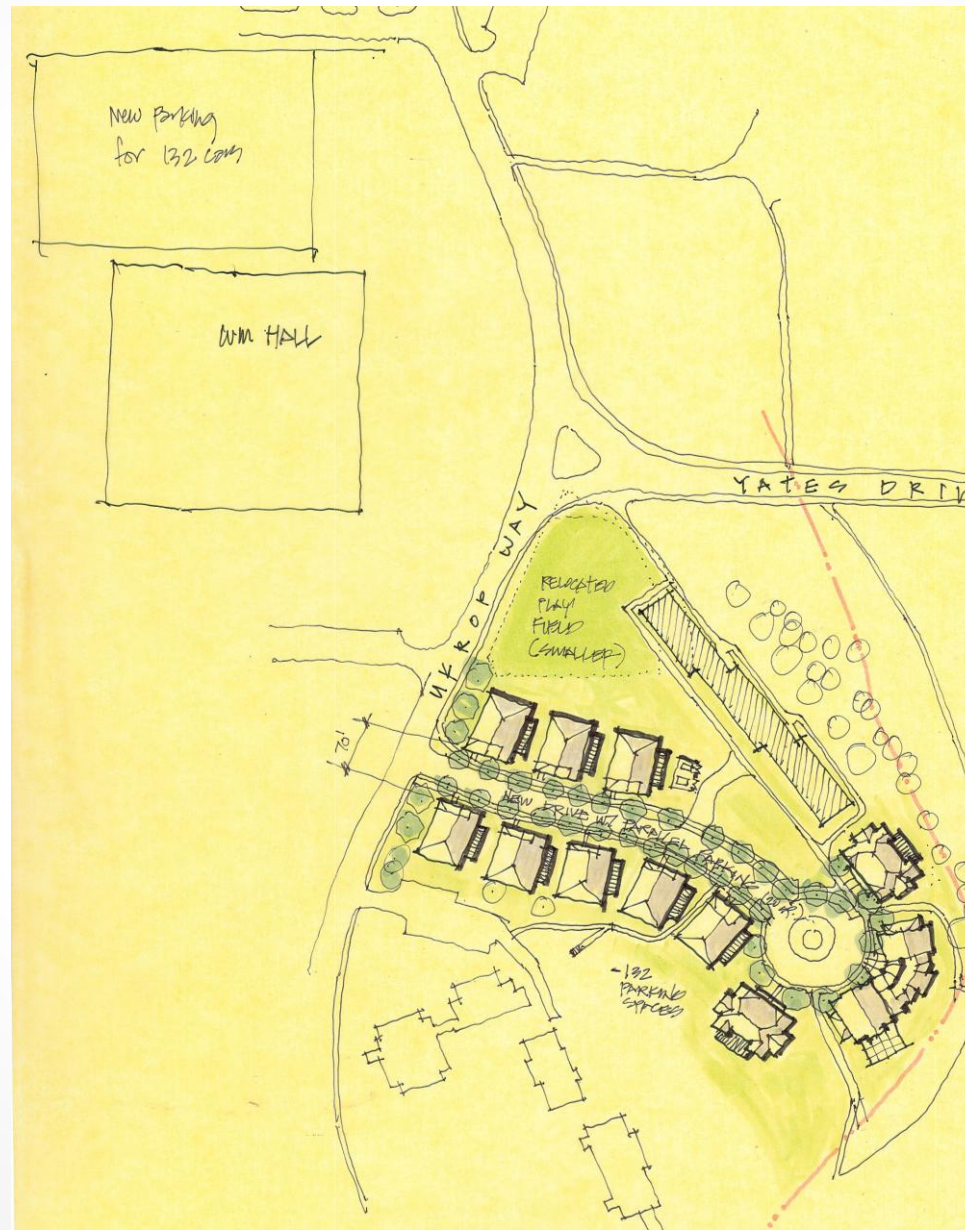 New Parking
for 132 cars
WM HALL
YATES DRIV
UKROP WAY
RELOCATED
PLAY
FIELD
(SMALLER)
70'
NEW DRIVE W/ PARALLEL PARKING
-132
PARKING
SPACES